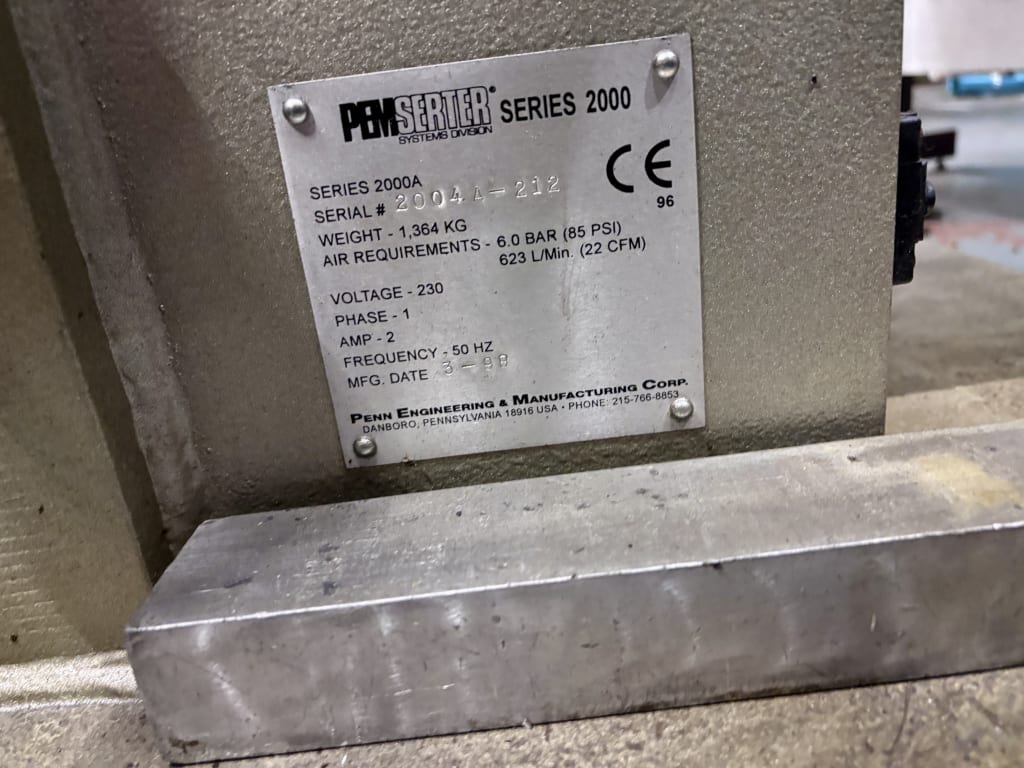 PEMSERTER® SERIES 2000
SYSTEMS DIVISION
CE
96
SERIES 2000A
SERIAL # 2004A-212
WEIGHT - 1,364 KG
AIR REQUIREMENTS - 6.0 BAR (85 PSI)
623 L/Min. (22 CFM)
VOLTAGE - 230
PHASE - 1
AMP - 2
FREQUENCY - 50 HZ
MFG. DATE 3-98
PENN ENGINEERING & MANUFACTURING CORP.
DANBORO, PENNSYLVANIA 18916 USA • PHONE: 215-766-8853